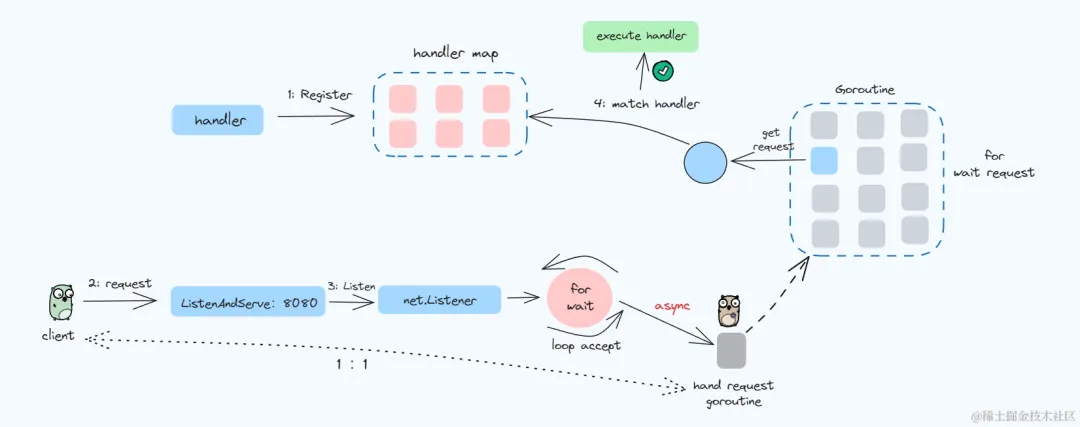 execute handler
handler map
1: Register
handler
4: match handler
Goroutine
get
request
for
wait request
2: request
ListenAndServe: 8080
3: Listen
net.Listener
for
wait
async
loop accept
client
1 : 1
hand request
goroutine
@稀土掘金技术社区